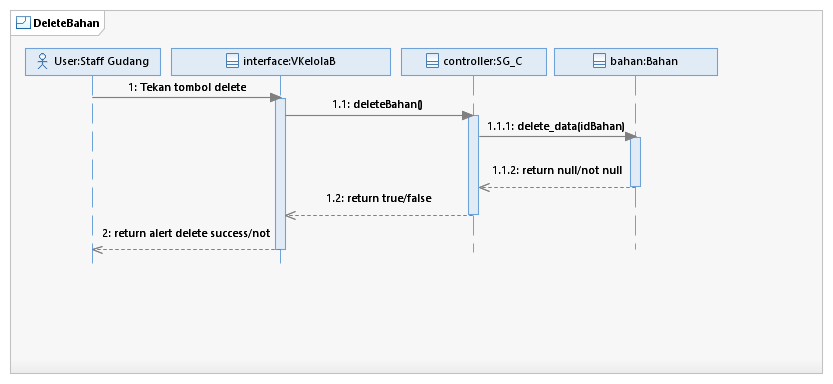 DeleteBahan
User:Staff Gudang
interface:VKelolaB
controller:SG_C
bahan:Bahan
1: Tekan tombol delete
1.1: deleteBahan()
1.1.1: delete_data(idBahan)
1.1.2: return null/not null
1.2: return true/false
2: return alert delete success/not